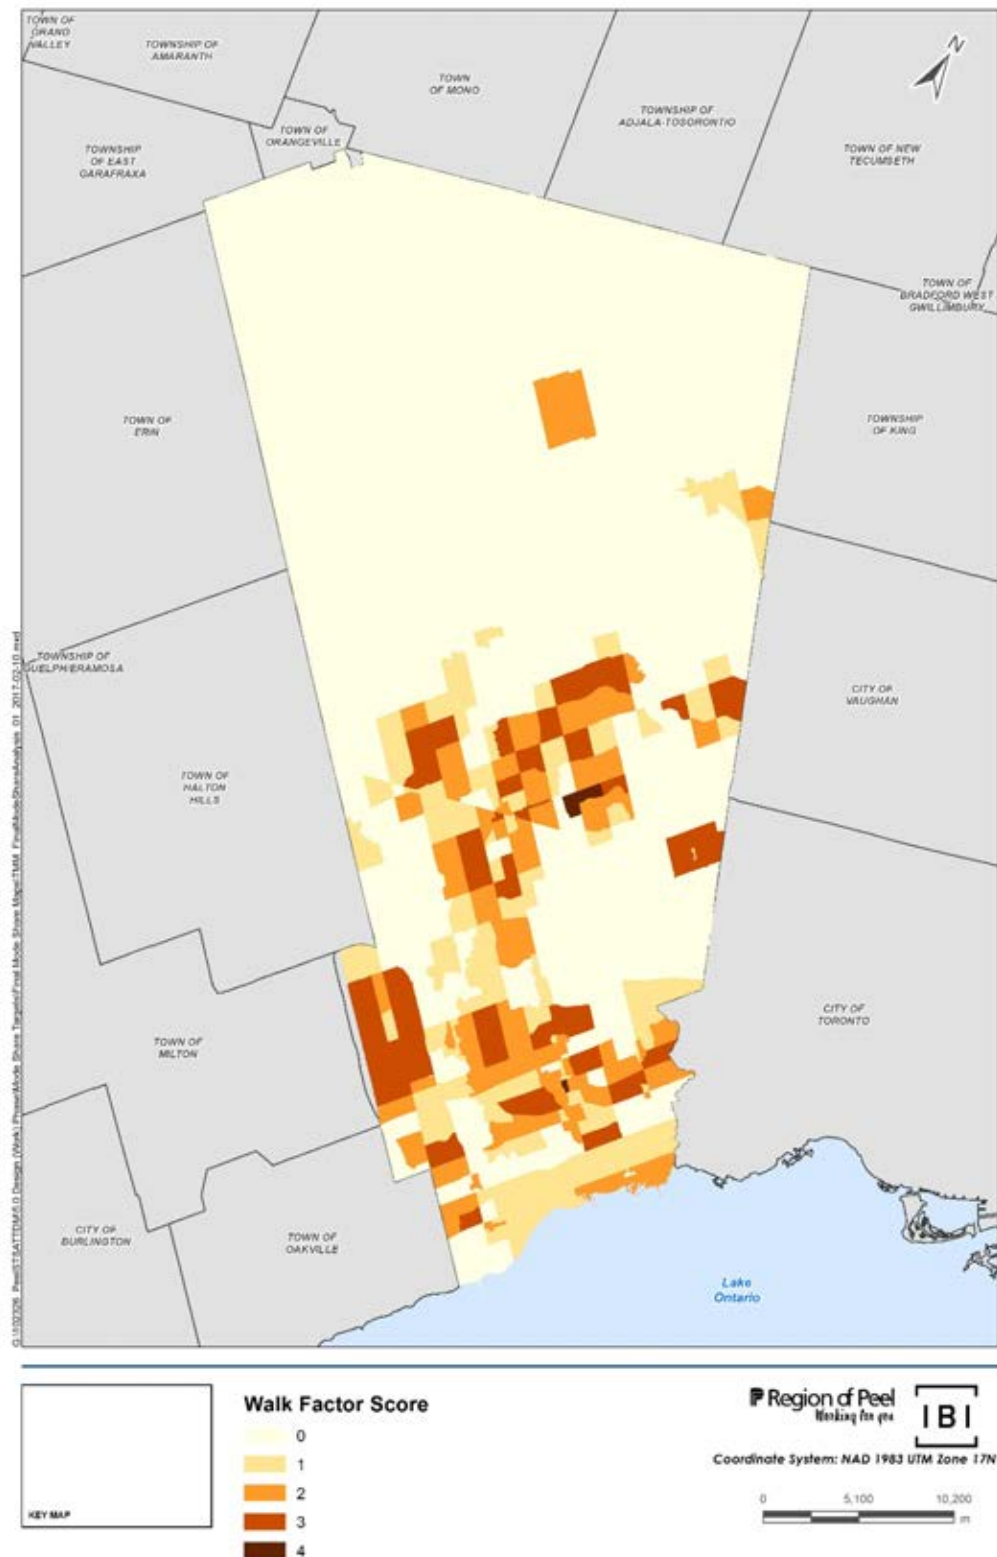 TOWN OF
GRAND
VALLEY
TOWNSHIP OF
AMARANTH
TOWN
OF MONO
TOWNSHIP OF
ADJALA-TOSORONTIO
N
TOWN OF NEW
TECUMSETH
TOWNSHIP
OF EAST
GARAFRAXA
TOWN OF
ORANGEVILLE
TOWN OF
BRADFORD WEST
GWILLIMBURY
TOWN OF
ERIN
TOWNSHIP
OF KING
TOWNSHIP OF
GUELPH/ERAMOSA
CITY OF
VAUGHAN
TOWN OF
HALTON
HILLS
CITY OF
TORONTO
TOWN OF
MILTON
CITY OF
BURLINGTON
TOWN OF
OAKVILLE
Lake
Ontario
KEY MAP
Walk Factor Score
0
1
2
3
4
Region of Peel
Working for you
IBI
Coordinate System: NAD 1983 UTM Zone 17N
0 5,100 10,200
m